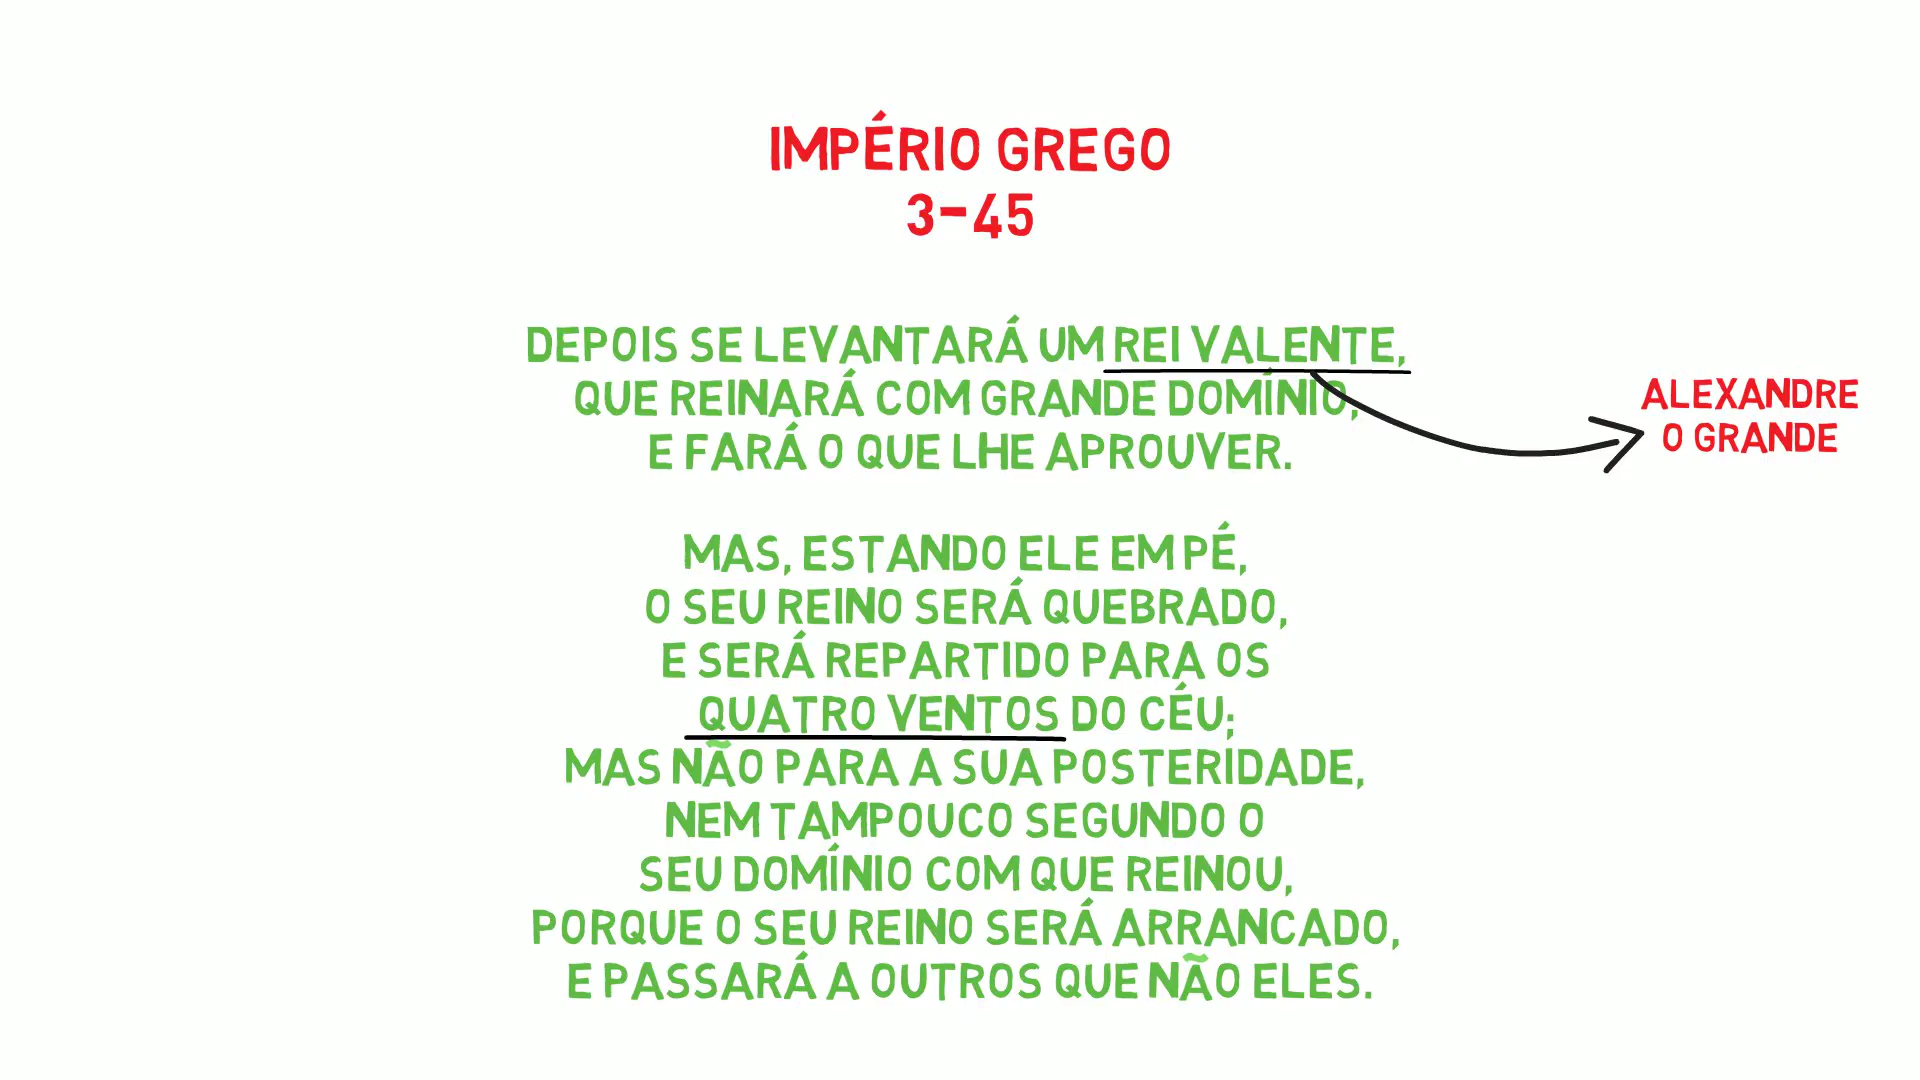 IMPÉRIO GREGO
3-45
DEPOIS SE LEVANTARÁ UM REI VALENTE,
QUE REINARÁ COM GRANDE DOMÍNIO,
E FARÁ O QUE LHE APROUVER.
ALEXANDRE
O GRANDE
MAS, ESTANDO ELE EM PÉ,
O SEU REINO SERÁ QUEBRADO,
E SERÁ REPARTIDO PARA OS
QUATRO VENTOS DO CÉU;
MAS NÃO PARA A SUA POSTERIDADE,
NEM TAMPOUCO SEGUNDO O
SEU DOMÍNIO COM QUE REINOU,
PORQUE O SEU REINO SERÁ ARRANCADO,
E PASSARÁ A OUTROS QUE NÃO ELES.